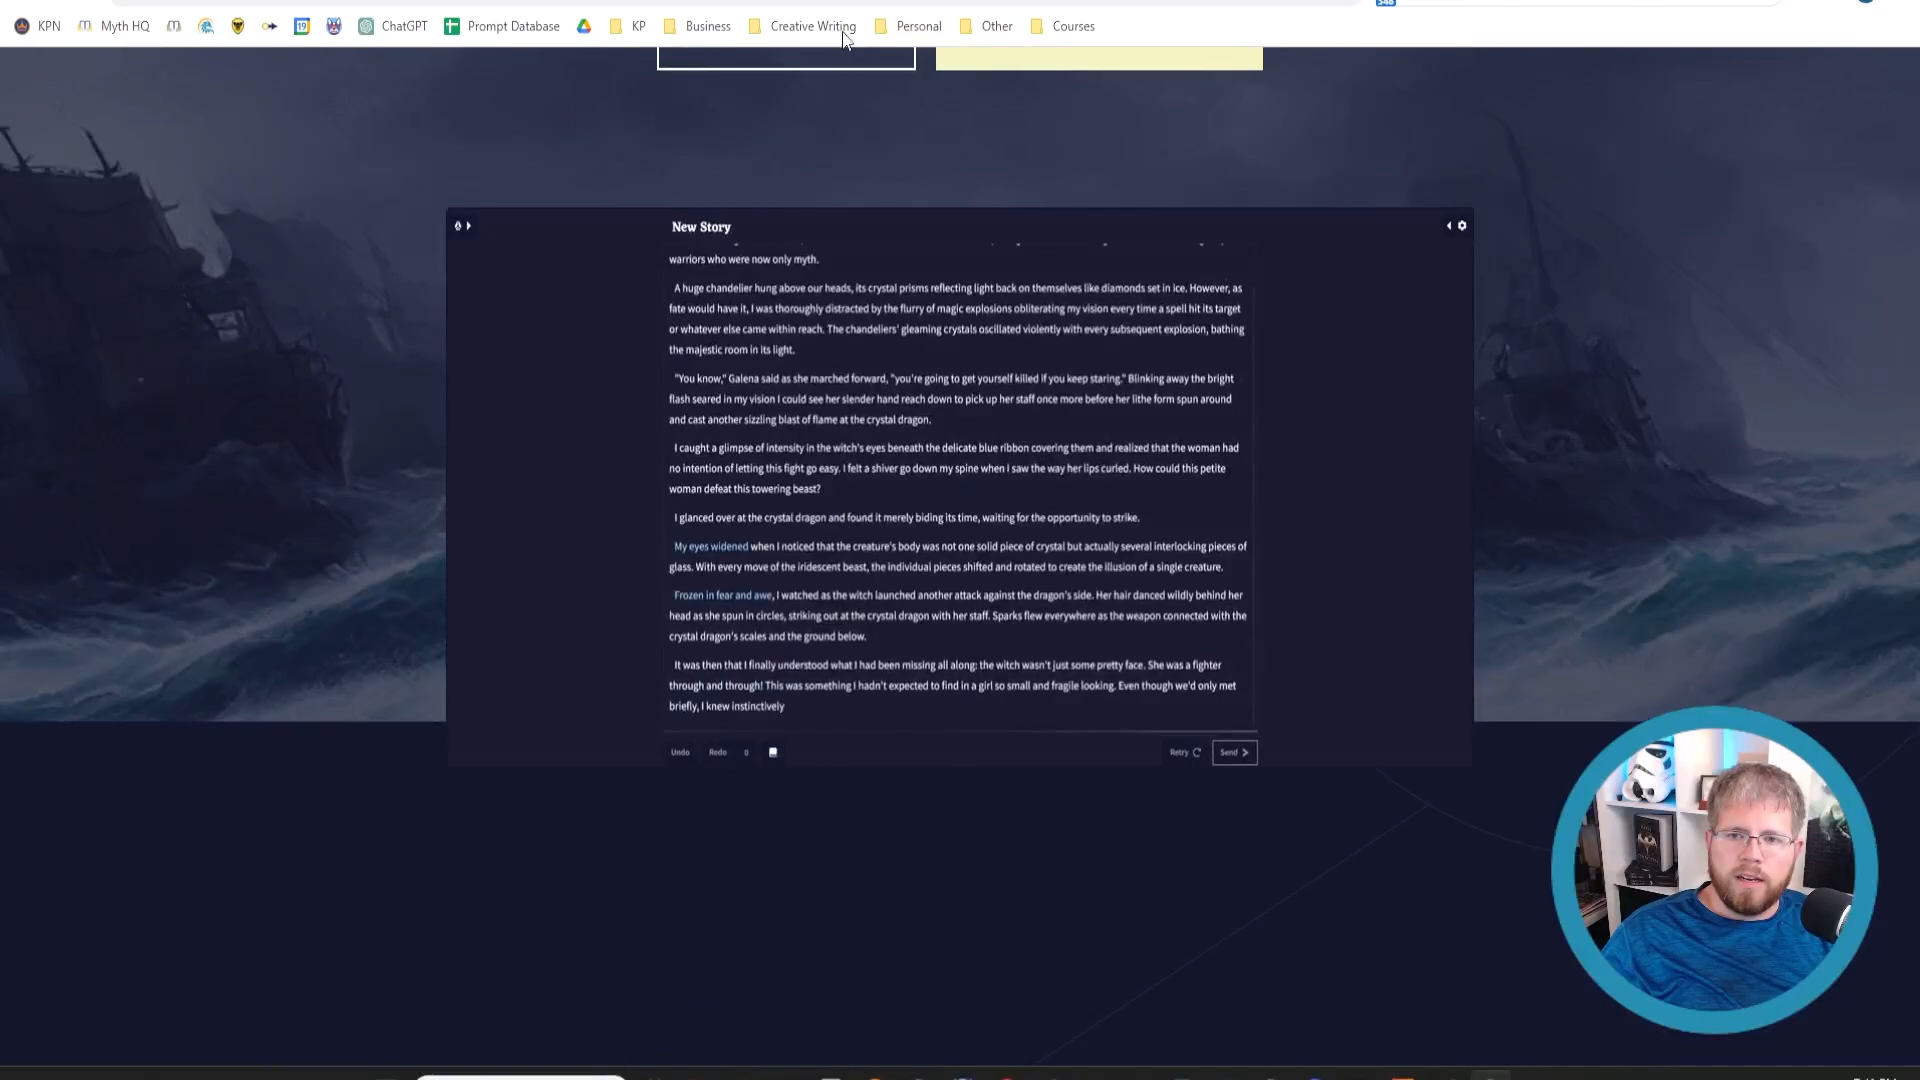 KPN Myth HQ ChatGPT Prompt Database KP Business Creative Writing Personal Other Courses
New Story
warriors who were now only myth.
A huge chandelier hung above our heads, its crystal prisms reflecting light back on themselves like diamonds set in ice. However, as
fate would have it, I was thoroughly distracted by the flurry of magic explosions obliterating my vision every time a spell hit its target
or whatever else came within reach. The chandeliers' gleaming crystals oscillated violently with every subsequent explosion, bathing
the majestic room in its light.
"You know," Galena said as she marched forward, "you're going to get yourself killed if you keep staring." Blinking away the bright
flash seared in my vision I could see her slender hand reach down to pick up her staff once more before her lithe form spun around
and cast another sizzling blast of flame at the crystal dragon.
I caught a glimpse of intensity in the witch's eyes beneath the delicate blue ribbon covering them and realized that the woman had
no intention of letting this fight go easy. I felt a shiver go down my spine when I saw the way her lips curled. How could this petite
woman defeat this towering beast?
I glanced over at the crystal dragon and found it merely biding its time, waiting for the opportunity to strike.
My eyes widened when I noticed that the creature's body was not one solid piece of crystal but actually several interlocking pieces of
glass. With every move of the iridescent beast, the individual pieces shifted and rotated to create the illusion of a single creature.
Frozen in fear and awe, I watched as the witch launched another attack against the dragon's side. Her hair danced wildly behind her
head as she spun in circles, striking out at the crystal dragon with her staff. Sparks flew everywhere as the weapon connected with the
crystal dragon's scales and the ground below.
It was then that I finally understood what I had been missing all along: the witch wasn't just some pretty face. She was a fighter
through and through! This was something I hadn't expected to find in a girl so small and fragile looking. Even though we'd only met
briefly, I knew instinctively
Undo Redo 0 Retry Send